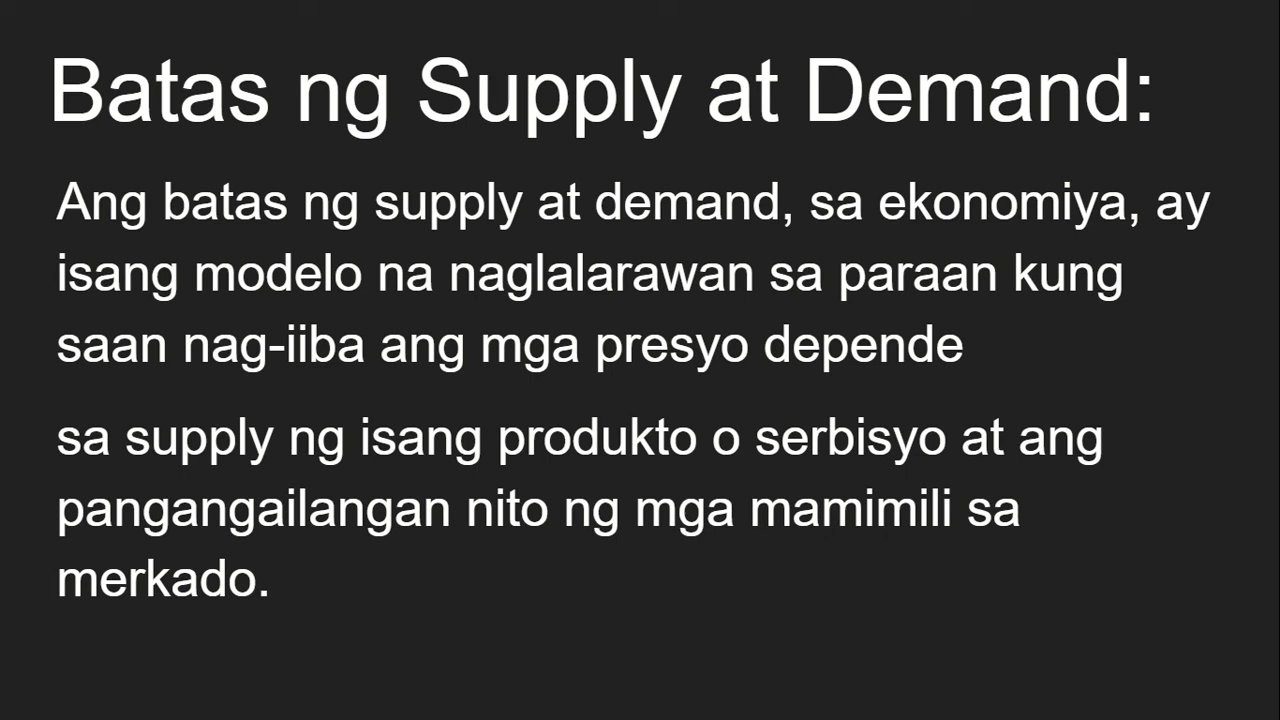 Batas ng Supply at Demand:
Ang batas ng supply at demand, sa ekonomiya, ay
isang modelo na naglalarawan sa paraan kung
saan nag-iiba ang mga presyo depende
sa supply ng isang produkto o serbisyo at ang
pangangailangan nito ng mga mamimili sa
merkado.